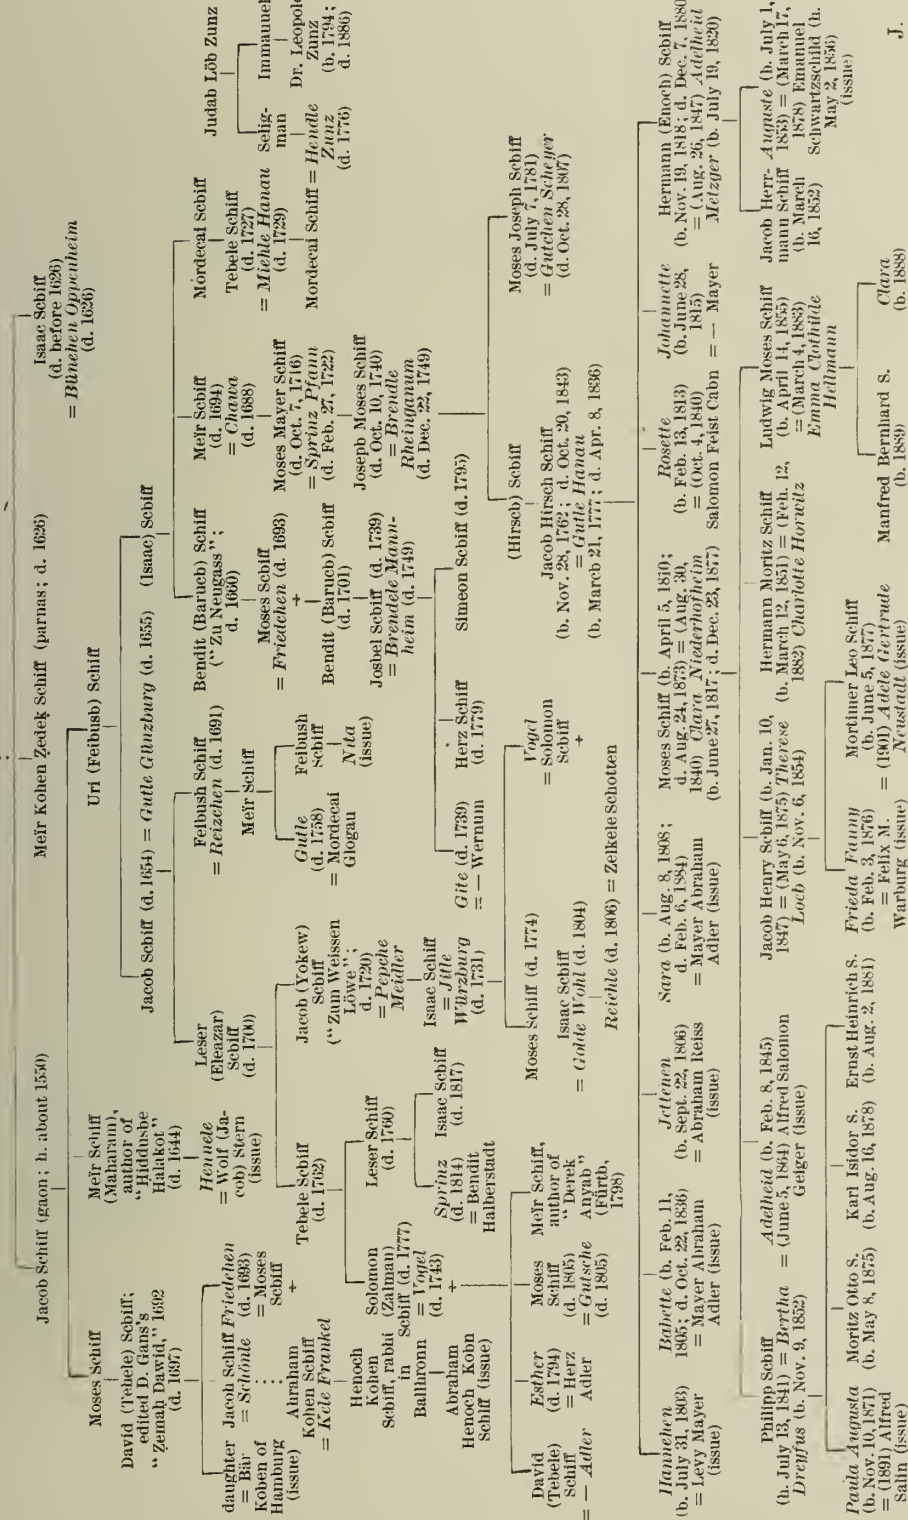 Jacob Schiff (gaon; b. about 1550)
Meïr Kohen Zedek Schiff (parnas; d. 1626)
Isaac Schiff
(d. before 1626)
= Bünchen Oppenheim
(d. 1626)
Moses Schiff
Meïr Schiff
(Maharam),
author of
"Hiddushe
Halakot"
(d. 1644)
Uri (Feibush) Schiff
David (Tebele) Schiff;
edited D. Gans's
"Zemaḥ Dawid," 1692
(d. 1697)
Jacob Schiff (d. 1654) = Gutle Günzburg (d. 1655)
(Isaac) Schiff
Judah Löb Zunz
daughter
= Bär
Kohen of
Hamburg
(issue)
Jacob Schiff
= Schönle
Friedchen
(d. 1693)
= Moses
Schiff
+
Hennele
= Wolf (Ja-
cob) Stern
(issue)
Leser
(Eleazar)
Schiff
(d. 1700)
Feibush Schiff
= Reizchen (d. 1691)
Bendit (Baruch) Schiff
("Zu Neugass";
d. 1660)
Meïr Schiff
(d. 1694)
= Chawa
(d. 1688)
Mordecai Schiff
Selig-
man
Immanuel
Abraham
Kohen Schiff
= Kele Frankel
Tebele Schiff
(d. 1762)
Jacob (Yokew)
Schiff
("Zum Weissen
Löwe";
d. 1720)
= Pepche
Meidler
Meïr Schiff
Moses Schiff
= Friedchen (d. 1693)
+
Moses Mayer Schiff
(d. Oct. 7, 1716)
= Sprinz Pfann
(d. Feb. 27, 1722)
Tebele Schiff
(d. 1727)
= Miehle Hanau
(d. 1729)
Hendle
Zunz
(d. 1776)
Dr. Leopold
Zunz
(b. 1794;
d. 1886)
Henoch
Kohen
Schiff, rabbi
in
Ballbronn
Solomon
(Zalman)
Schiff (d. 1777)
= Vogel
(d. 1743)
+
Leser Schiff
(d. 1760)
Isaac Schiff
= Jitle
Würzburg
(d. 1731)
Gutle
(d. 1758)
= Mordecai
Glogau
Feibush
Schiff
Nita
(issue)
Bendit (Baruch) Schiff
(d. 1701)
Joseph Moses Schiff
(d. Oct. 10, 1740)
= Brendle
Rheinganum
(d. Dec. 22, 1749)
Mordecai Schiff =
Abraham
Henoch Kohn
Schiff (issue)
Sprinz
(d. 1814)
= Bendit
Halberstadt
Isaac Schiff
(d. 1817)
Josbel Schiff (d. 1739)
= Brendele Mann-
heim (d. 1749)
David
(Tebele)
Schiff
= — Adler
Esther
(d. 1794)
= Herz
Adler
Moses
Schiff
(d. 1805)
= Gutsche
(d. 1805)
Meïr Schiff,
author of
"Derek
Anyah"
(Fürth,
1798)
Moses Schiff (d. 1774)
Vogel
= Solomon
Schiff
+
Gite (d. 1739)
= — Wernum
Herz Schiff
(d. 1779)
Simeon Schiff (d. 1795)
Isaac Schiff
= Golde Wohl (d. 1804)
Reichle (d. 1806) = Zelkele Schotten
(Hirsch) Schiff
Moses Joseph Schiff
(d. July 7, 1781)
= Gutchen Scheyer
(d. Oct. 28, 1807)
Jacob Hirsch Schiff
(b. Nov. 28, 1762; d. Oct. 20, 1843)
= Gutle Hanau
(b. March 21, 1777; d. Apr. 8, 1836)
Hannchen
(b. July 31, 1803)
= Levy Mayer
(issue)
Babette (b. Feb. 11,
1805; d. Oct. 22, 1836)
= Mayer Abraham
Adler (issue)
Jettenen
(b. Sept. 22, 1806)
= Abraham Reiss
(issue)
Sara (b. Aug. 8, 1808;
d. Feb. 6, 1884)
= Mayer Abraham
Adler (issue)
Moses Schiff (b. April 5, 1810;
d. Aug. 24, 1873) = (Aug. 30,
1840) Clara Niederhofheim
(b. June 27, 1817; d. Dec. 23, 1877)
Rosette
(b. Feb. 13, 1813)
= (Oct. 4, 1840)
Salomon Feist Cahn
Johannette
(b. June 28,
1815)
= — Mayer
Hermann (Enoch) Schiff
(b. Nov. 19, 1818; d. Dec. 7, 1880)
= (Aug. 26, 1847) Adelheid
Metzger (b. July 19, 1820)
Philipp Schiff
(b. July 13, 1841) = Bertha
Dreyfus (b. Nov. 9, 1852)
Adelheid (b. Feb. 8, 1845)
= (June 5, 1864) Alfred Salomon
Geiger (issue)
Jacob Henry Schiff (b. Jan. 10,
1847) = (May 6, 1875) Therese
Loeb (b. Nov. 6, 1854)
Hermann Moritz Schiff
(b. March 12, 1851) = (Feb. 12,
1882) Charlotte Horwitz
Ludwig Moses Schiff
(b. April 14, 1855)
= (March 4, 1883)
Emma Clothilde
Hellmann
Jacob Herr-
mann Schiff
(b. March
16, 1852)
Auguste (b. July 1,
1853) = (March 17,
1878) Emanuel
Schwartzschild (b.
May 2, 1856)
(issue)
Paula Augusta
(b. Nov. 10, 1871)
= (1891) Alfred
Salin (issue)
Moritz Otto S.
(b. May 8, 1875)
Karl Isidor S.
(b. Aug. 16, 1878)
Ernst Heinrich S.
(b. Aug. 2, 1881)
Frieda Fanny
(b. Feb. 3, 1876)
= Felix M.
Warburg (issue)
Mortimer Leo Schiff
(b. June 5, 1877)
= (1901) Adele Gertrude
Neustadt (issue)
Manfred Bernhard S.
(b. 1889)
Clara
(b. 1888)
J.